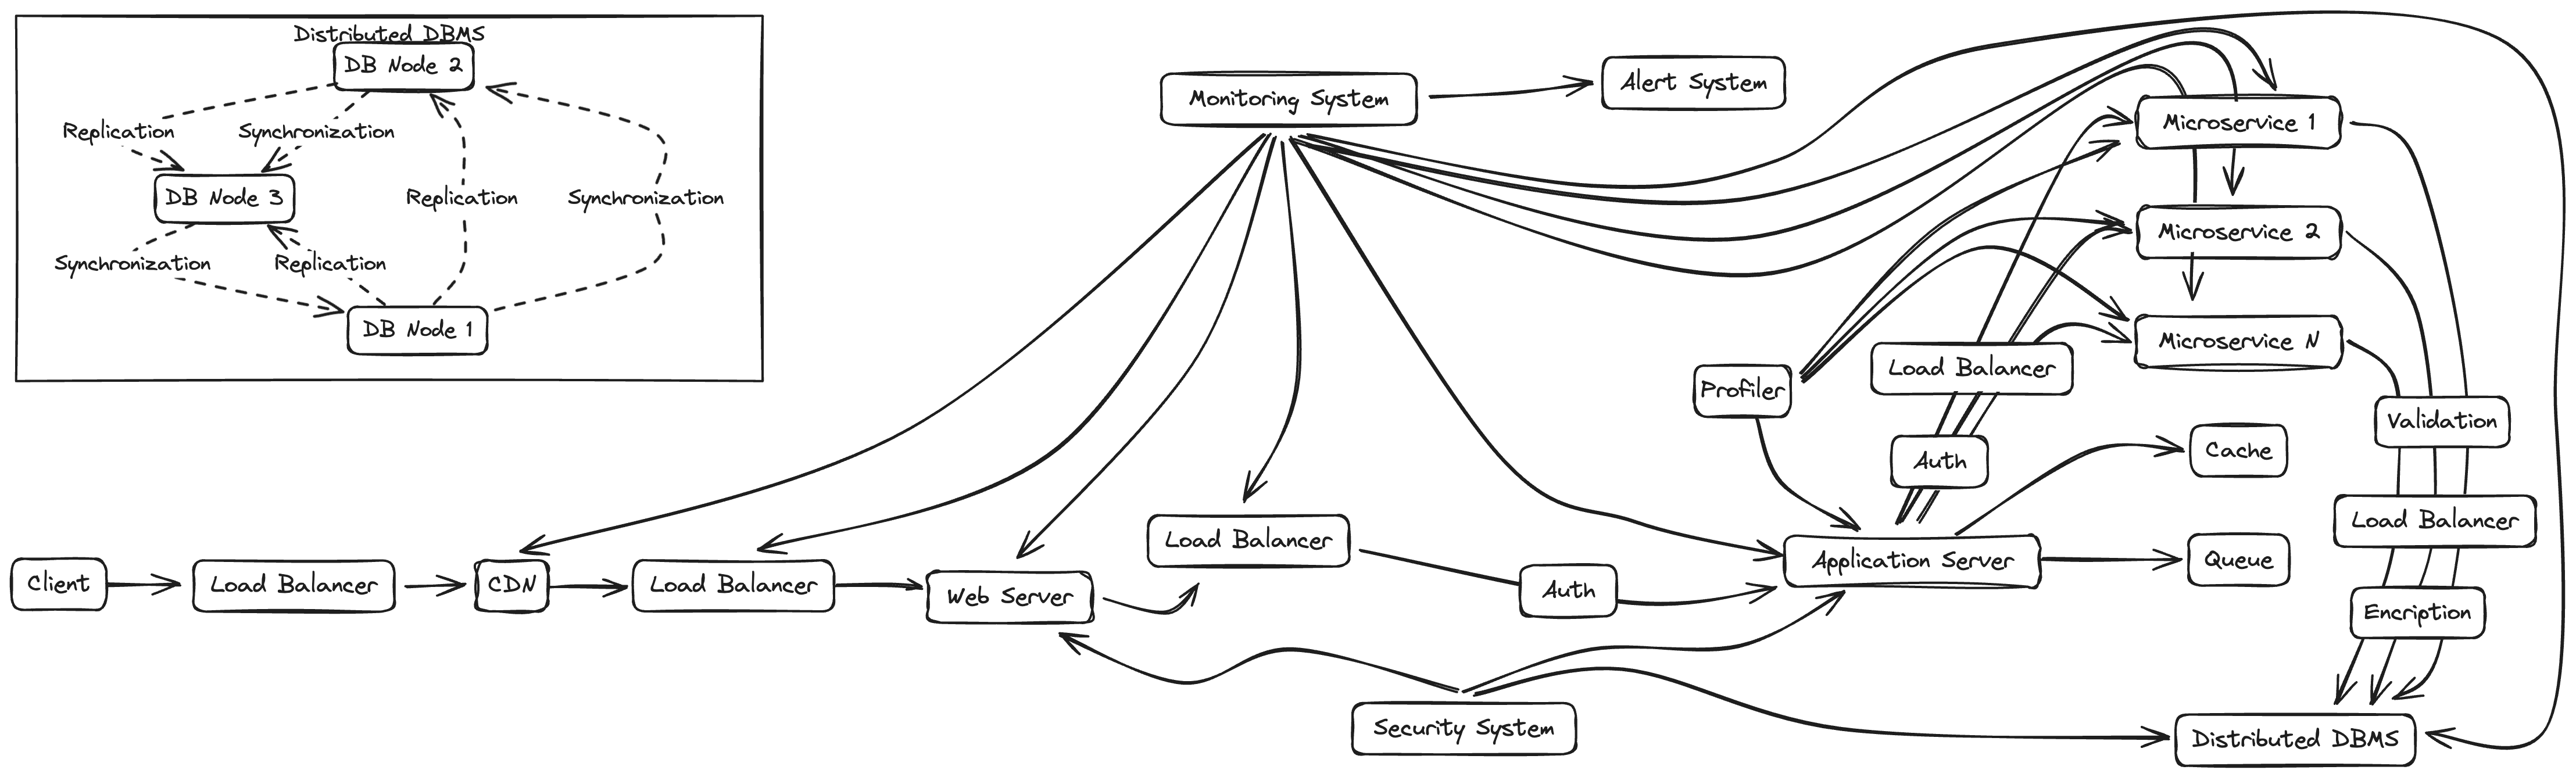 Distributed DBMS
DB Node 2
Replication
Synchronization
DB Node 3
Replication
Synchronization
Synchronization
Replication
DB Node 1
Monitoring System
Alert System
Microservice 1
Microservice 2
Microservice N
Load Balancer
Profiler
Auth
Validation
Cache
Load Balancer
Client
Load Balancer
CDN
Load Balancer
Web Server
Load Balancer
Auth
Application Server
Queue
Encription
Security System
Distributed DBMS